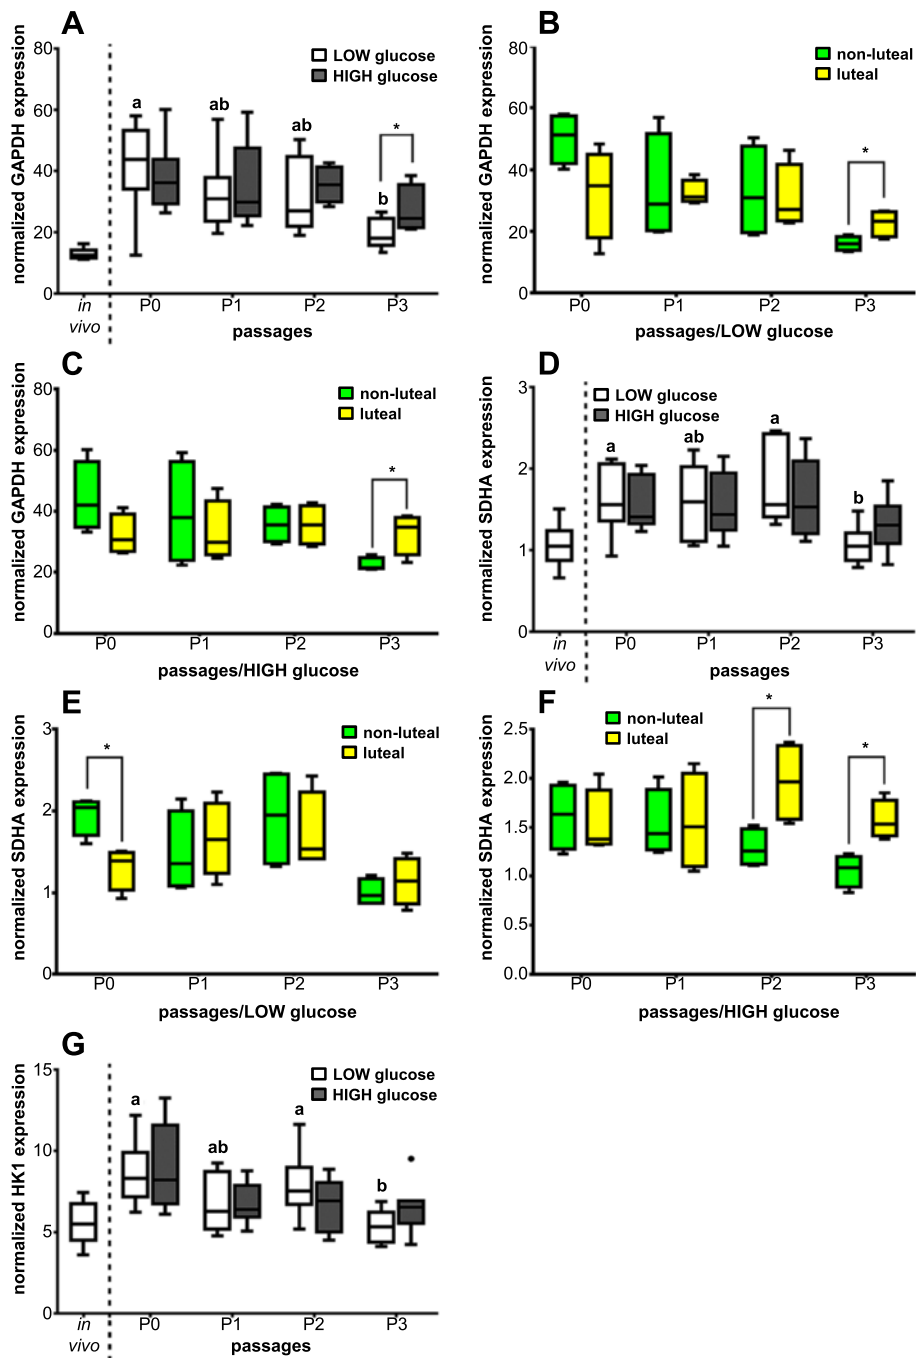 A
normalized GAPDH expression
80
60
40
20
0
LOW glucose
HIGH glucose
a
ab
ab
b
*
in vivo
P0
P1
P2
P3
passages
B
normalized GAPDH expression
80
60
40
20
0
non-luteal
luteal
*
P0
P1
P2
P3
passages/LOW glucose
C
normalized GAPDH expression
80
60
40
20
0
non-luteal
luteal
*
P0
P1
P2
P3
passages/HIGH glucose
D
normalized SDHA expression
3
2
1
0
LOW glucose
HIGH glucose
a
ab
a
b
in vivo
P0
P1
P2
P3
passages
E
normalized SDHA expression
3
2
1
0
non-luteal
luteal
*
P0
P1
P2
P3
passages/LOW glucose
F
normalized SDHA expression
2.5
2.0
1.5
1.0
0.5
0.0
non-luteal
luteal
*
*
P0
P1
P2
P3
passages/HIGH glucose
G
normalized HK1 expression
15
10
5
0
LOW glucose
HIGH glucose
a
ab
a
b
in vivo
P0
P1
P2
P3
passages